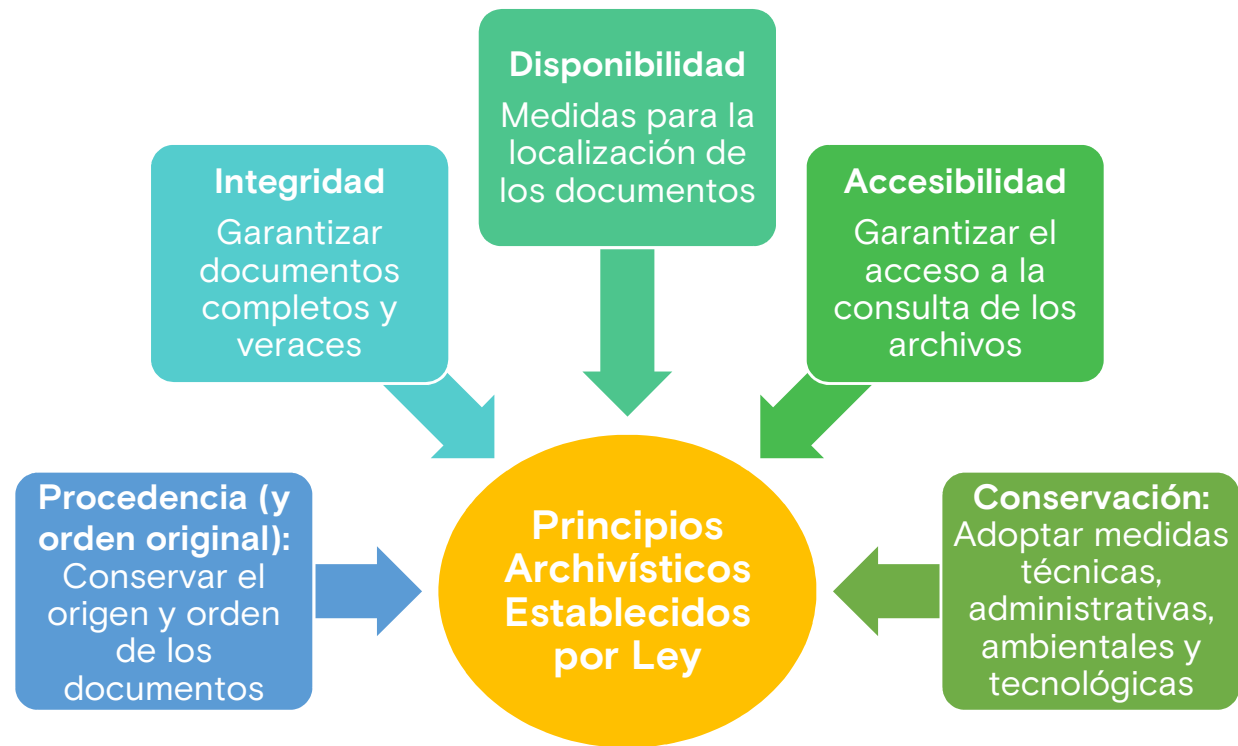 Disponibilidad
Medidas para la
localización de
los documentos
Integridad
Garantizar
documentos
completos y
veraces
Accesibilidad
Garantizar el
acceso a la
consulta de los
archivos
Procedencia (y
orden original):
Conservar el
origen y orden
de los
documentos
Principios
Archivísticos
Establecidos
por Ley
Conservación:
Adoptar medidas
técnicas,
administrativas,
ambientales y
tecnológicas